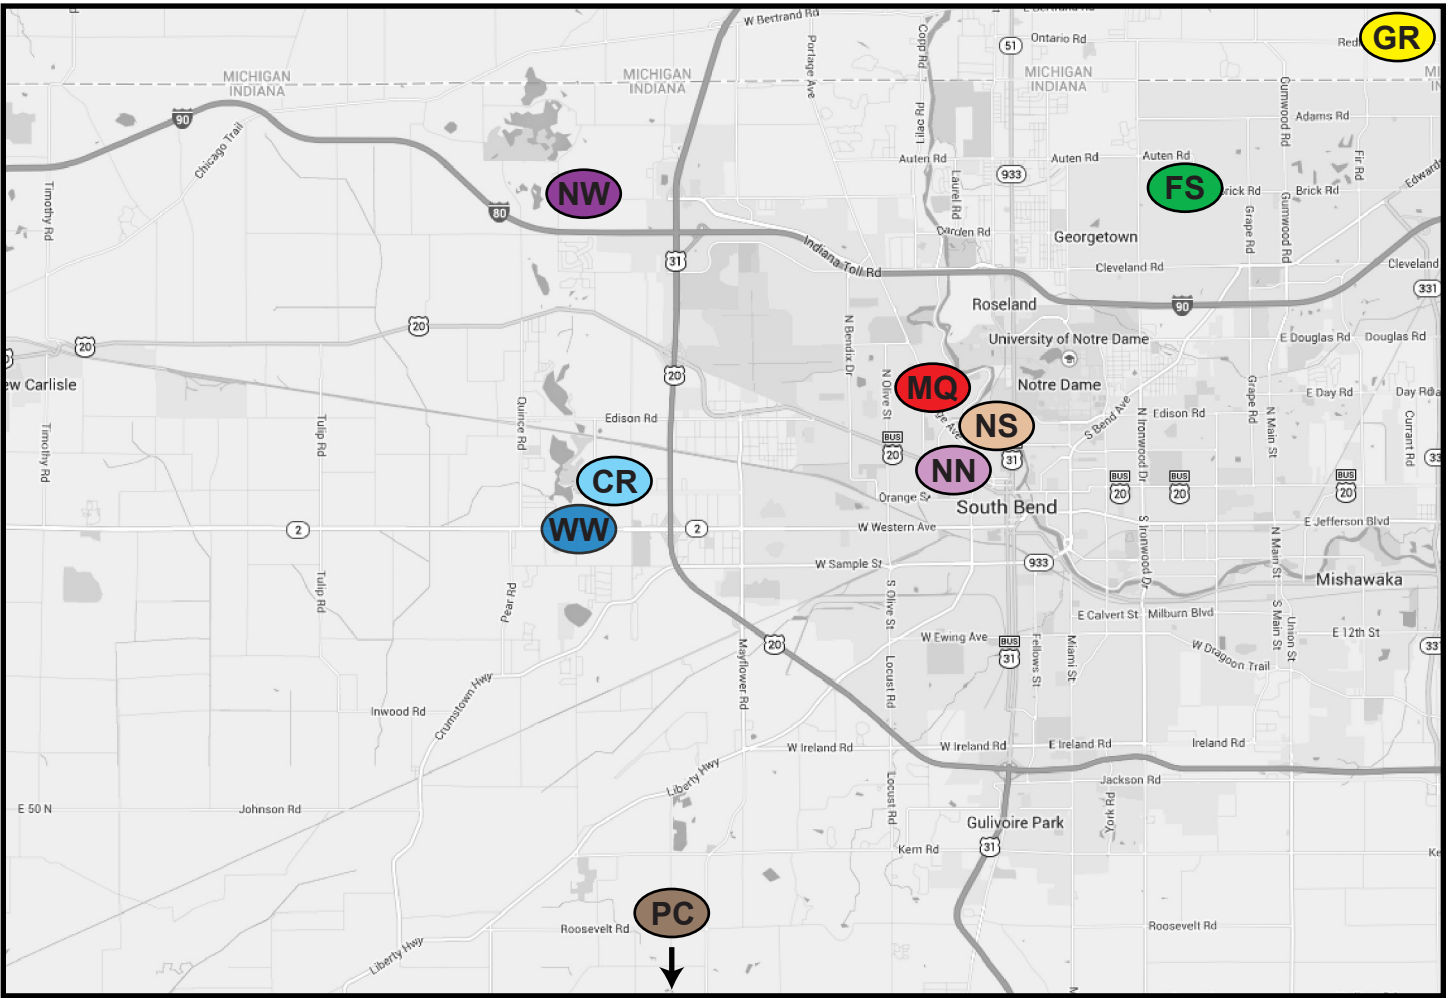 W Bertrand Rd
E Bertrand Rd
51
Ontario Rd
GR
Portage Ave
Copp Rd
MICHIGAN
INDIANA
MICHIGAN
INDIANA
MICHIGAN
INDIANA
MI
90
Chicago Trail
Lilac Rd
Gumwood Rd
Adams Rd
Auten Rd
Auten Rd
Auten Rd
Fir Rd
933
Laurel Rd
FS
Brick Rd
Timothy Rd
NW
80
Grape Rd
Gumwood Rd
Darden Rd
Georgetown
Indiana Toll Rd
31
Cleveland Rd
Cleveland
331
Roseland
90
20
20
N Bendix Dr
University of Notre Dame
E Douglas Rd
Douglas Rd
ew Carlisle
20
N Olive St
MQ
Notre Dame
Grape Rd
E Day Rd
Day Rd
Quince Rd
Edison Rd
Tulip Rd
ge Ave
NS
S Bend Ave
N Ironwood Dr
Edison Rd
N Main St
Currant Rd
Timothy Rd
BUS
20
31
33
CR
NN
BUS
20
BUS
20
BUS
20
Orange St
South Bend
WW
2
2
W Western Ave
E Jefferson Blvd
S Ironwood Dr
N Main St
W Sample St
933
Mishawaka
Tulip Rd
Pear Rd
S Olive St
E Calvert St
Milburn Blvd
S Main St
Union St
W Ewing Ave
BUS
31
Fellows St
Miami St
E 12th St
20
W Dragoon Trail
331
Mayflower Rd
Locust Rd
Crumstown Hwy
Inwood Rd
W Ireland Rd
W Ireland Rd
E Ireland Rd
Ireland Rd
Liberty Hwy
Jackson Rd
E 50 N
Johnson Rd
Locust Rd
York Rd
Gulivoire Park
Kern Rd
31
Ke
PC
Roosevelt Rd
Roosevelt Rd
Liberty Hwy